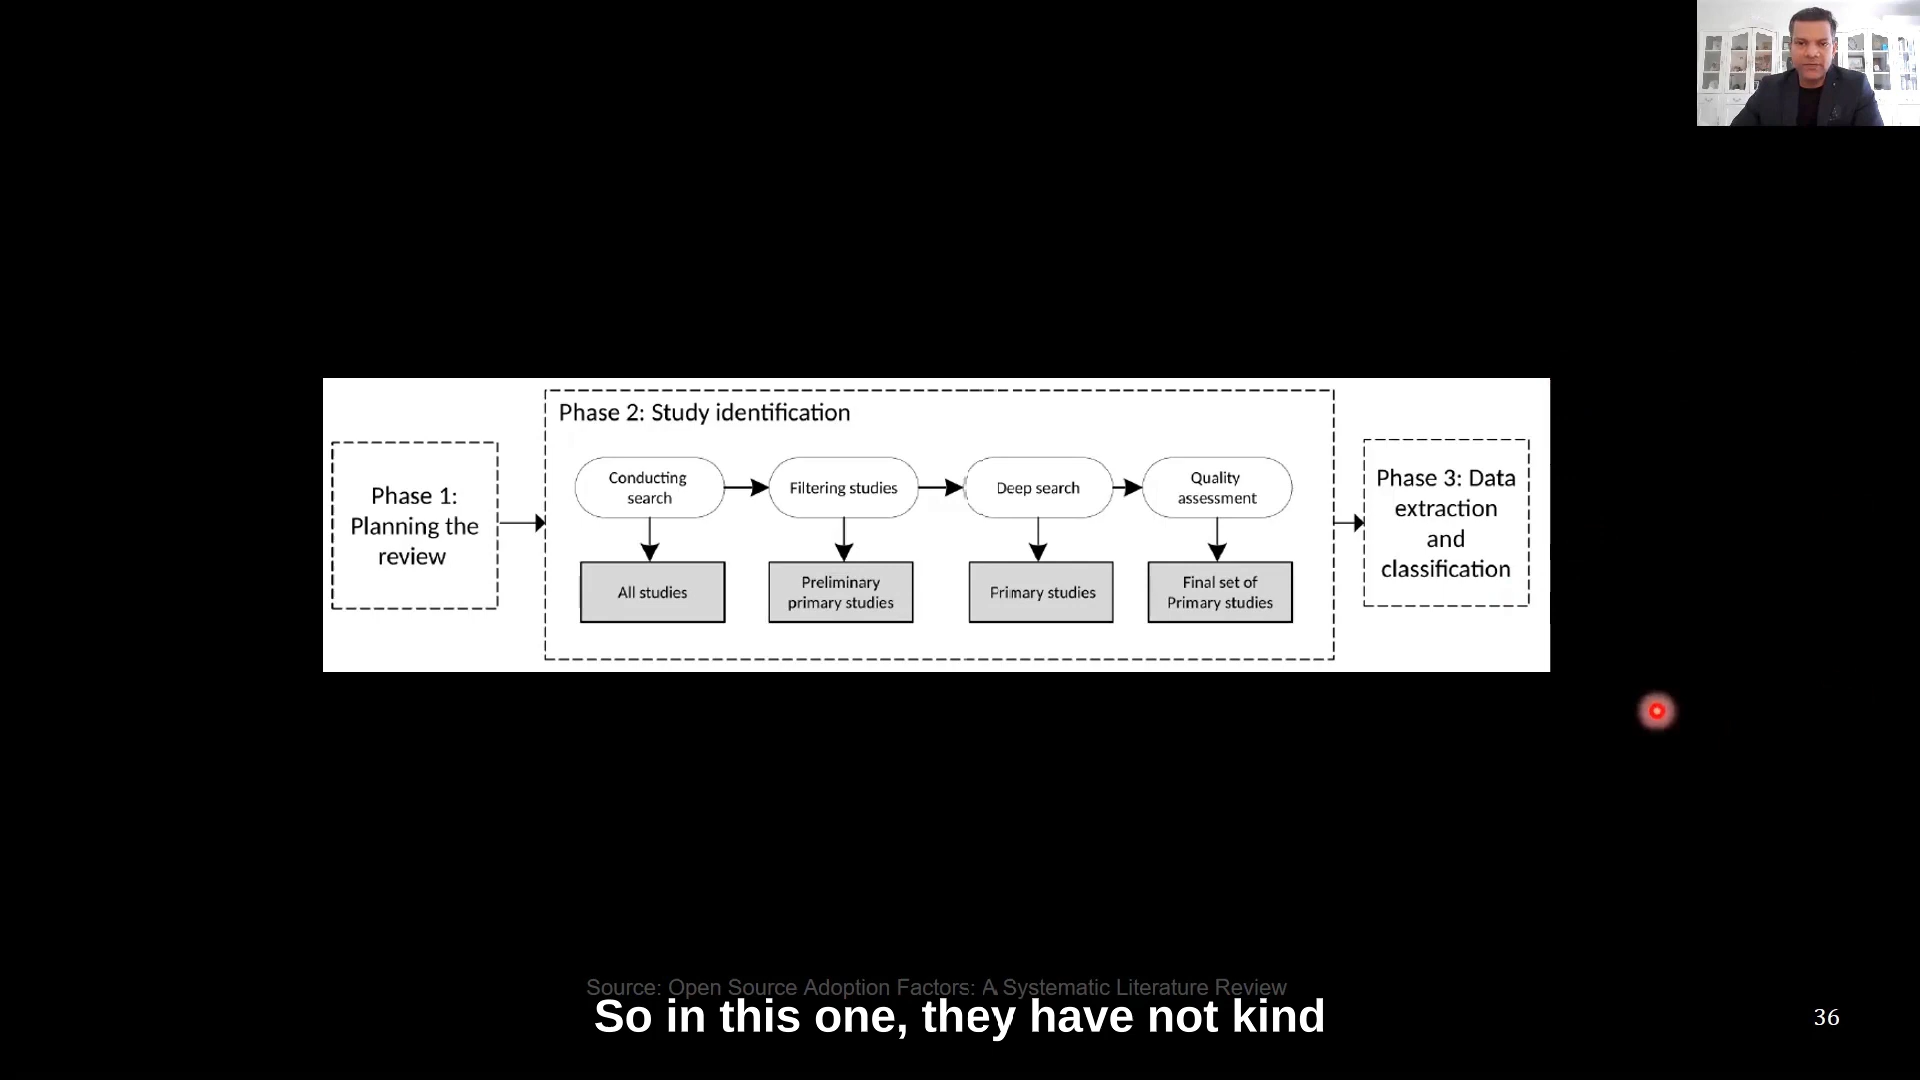 Phase 1:
Planning the
review
Phase 2: Study identification
Conducting
search
Filtering studies
Deep search
Quality
assessment
All studies
Preliminary
primary studies
Primary studies
Final set of
Primary studies
Phase 3: Data
extraction
and
classification
Source: Open Source Adoption Factors: A Systematic Literature Review
So in this one, they have not kind
36